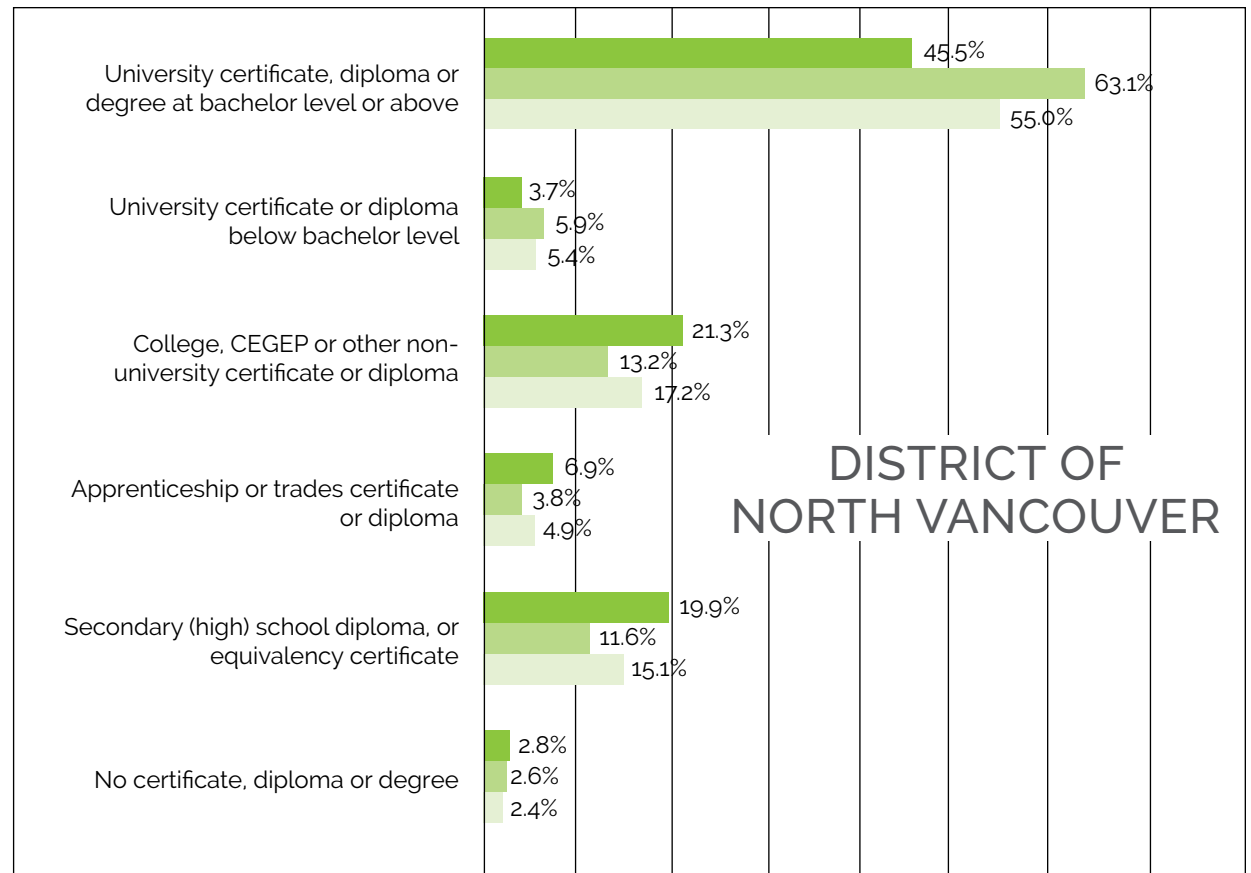 University certificate, diploma or
degree at bachelor level or above
45.5%
63.1%
55.0%
University certificate or diploma
below bachelor level
3.7%
5.9%
5.4%
College, CEGEP or other non-
university certificate or diploma
21.3%
13.2%
17.2%
Apprenticeship or trades certificate
or diploma
6.9%
3.8%
4.9%
DISTRICT OF
NORTH VANCOUVER
Secondary (high) school diploma, or
equivalency certificate
19.9%
11.6%
15.1%
No certificate, diploma or degree
2.8%
2.6%
2.4%